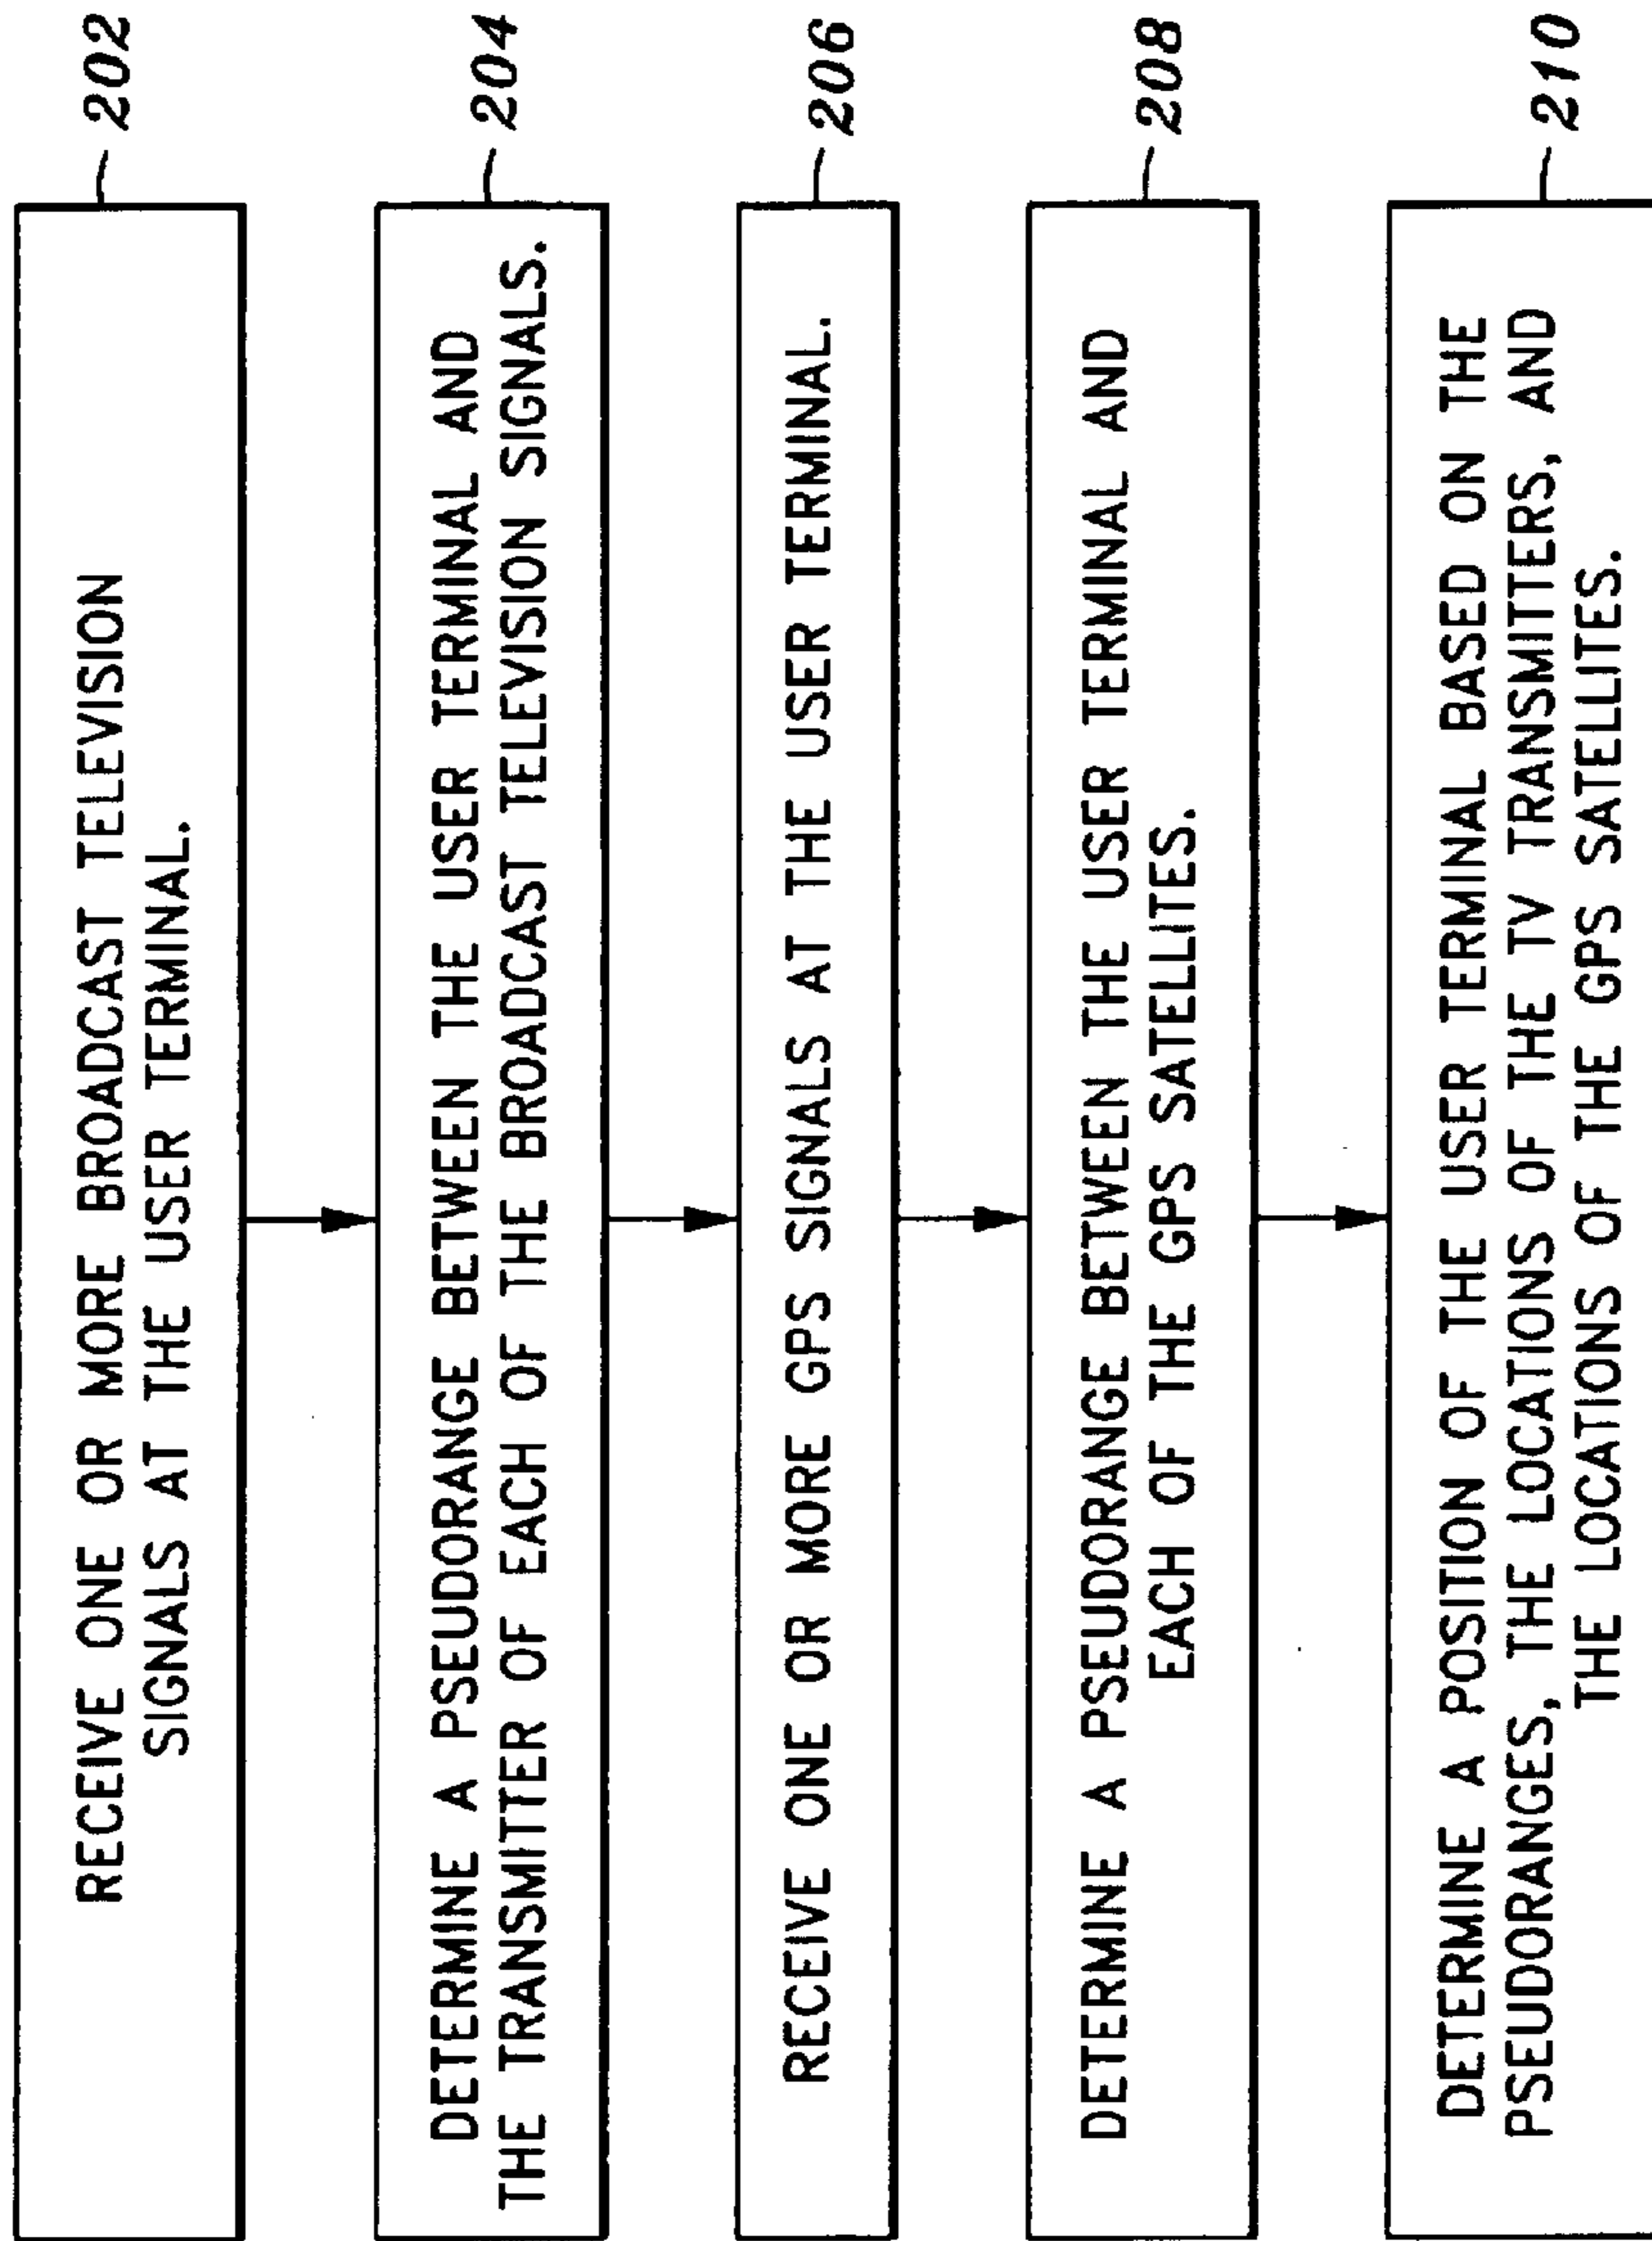 RECEIVE ONE OR MORE BROADCAST TELEVISION
SIGNALS AT THE USER TERMINAL.
202
DETERMINE A PSEUDORANGE BETWEEN THE USER TERMINAL AND
THE TRANSMITTER OF EACH OF THE BROADCAST TELEVISION SIGNALS.
204
RECEIVE ONE OR MORE GPS SIGNALS AT THE USER TERMINAL.
206
DETERMINE A PSEUDORANGE BETWEEN THE USER TERMINAL AND
EACH OF THE GPS SATELLITES.
208
DETERMINE A POSITION OF THE USER TERMINAL BASED ON THE
PSEUDORANGES, THE LOCATIONS OF THE TV TRANSMITTERS, AND
THE LOCATIONS OF THE GPS SATELLITES.
210